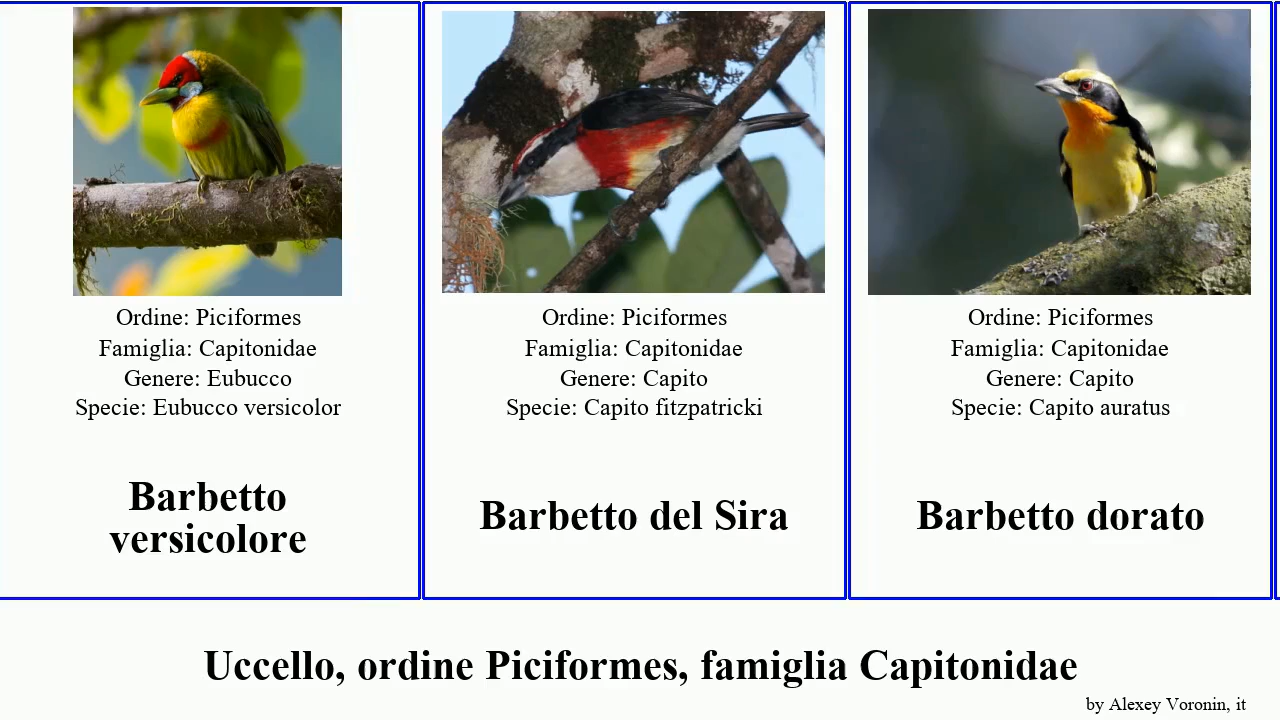 Ordine: Piciformes
Famiglia: Capitonidae
Genere: Eubucco
Specie: Eubucco versicolor
Barbetto
versicolore
Ordine: Piciformes
Famiglia: Capitonidae
Genere: Capito
Specie: Capito fitzpatricki
Barbetto del Sira
Ordine: Piciformes
Famiglia: Capitonidae
Genere: Capito
Specie: Capito auratus
Barbetto dorato
Uccello, ordine Piciformes, famiglia Capitonidae
by Alexey Voronin, it